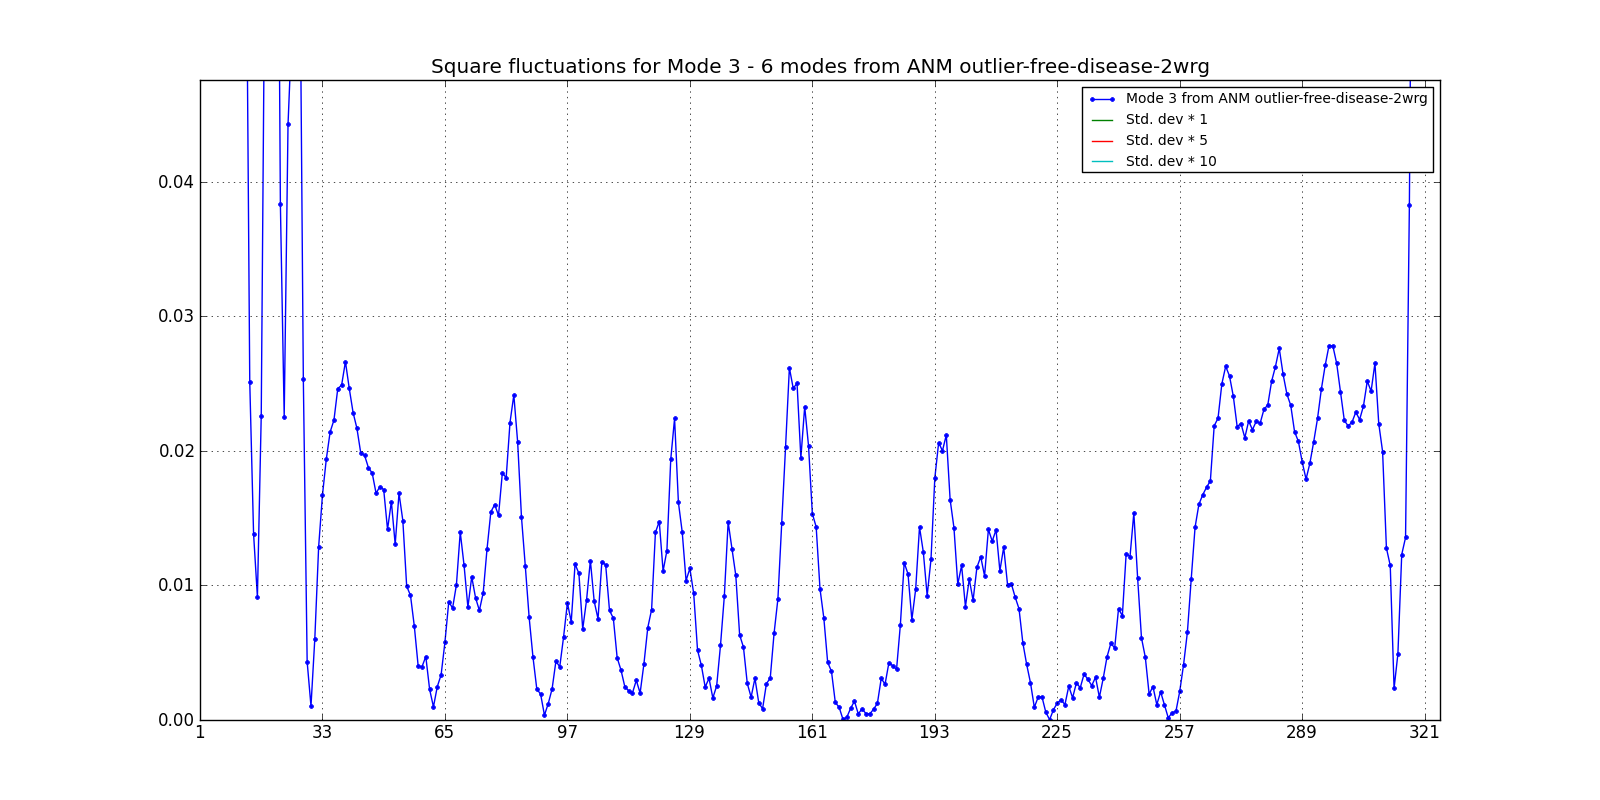 Square fluctuations for Mode 3 - 6 modes from ANM outlier-free-disease-2wrg
Mode 3 from ANM outlier-free-disease-2wrg
Std. dev * 1
Std. dev * 5
Std. dev * 10
0.04
0.03
0.02
0.01
0.00
1 33 65 97 129 161 193 225 257 289 321